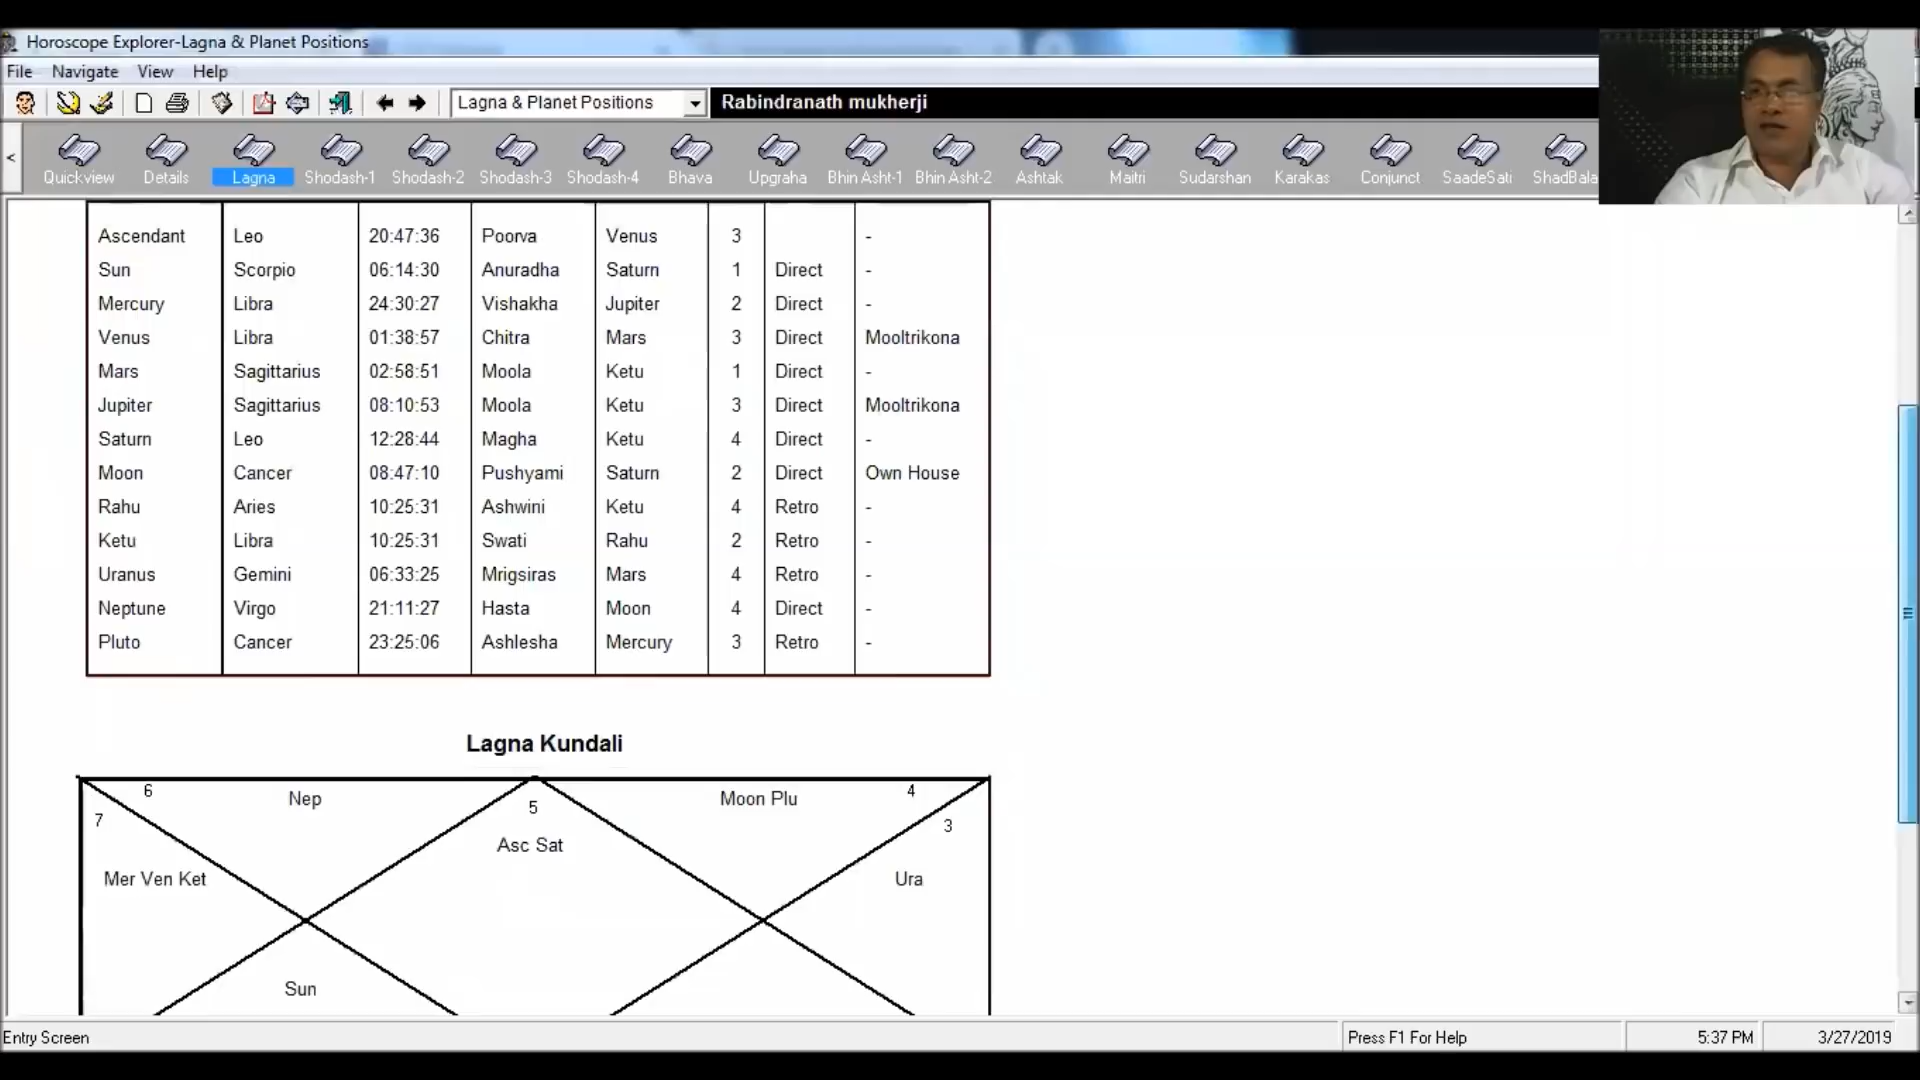 Horoscope Explorer-Lagna & Planet Positions
File Navigate View Help
Lagna & Planet Positions Rabindranath mukherji
< Quickview Details Lagna Shodash-1 Shodash-2 Shodash-3 Shodash-4 Bhava Upgraha Bhin Asht-1 Bhin Asht-2 Ashtak Maitri Sudarshan Karakas Conjunct SaadeSati ShadBala
Ascendant Leo 20:47:36 Poorva Venus 3 -
Sun Scorpio 06:14:30 Anuradha Saturn 1 Direct -
Mercury Libra 24:30:27 Vishakha Jupiter 2 Direct -
Venus Libra 01:38:57 Chitra Mars 3 Direct Mooltrikona
Mars Sagittarius 02:58:51 Moola Ketu 1 Direct -
Jupiter Sagittarius 08:10:53 Moola Ketu 3 Direct Mooltrikona
Saturn Leo 12:28:44 Magha Ketu 4 Direct -
Moon Cancer 08:47:10 Pushyami Saturn 2 Direct Own House
Rahu Aries 10:25:31 Ashwini Ketu 4 Retro -
Ketu Libra 10:25:31 Swati Rahu 2 Retro -
Uranus Gemini 06:33:25 Mrigsiras Mars 4 Retro -
Neptune Virgo 21:11:27 Hasta Moon 4 Direct -
Pluto Cancer 23:25:06 Ashlesha Mercury 3 Retro -
Lagna Kundali
6 Nep 5 Moon Plu 4
7 3
Asc Sat
Mer Ven Ket Ura
Sun
Entry Screen Press F1 For Help 5:37 PM 3/27/2019